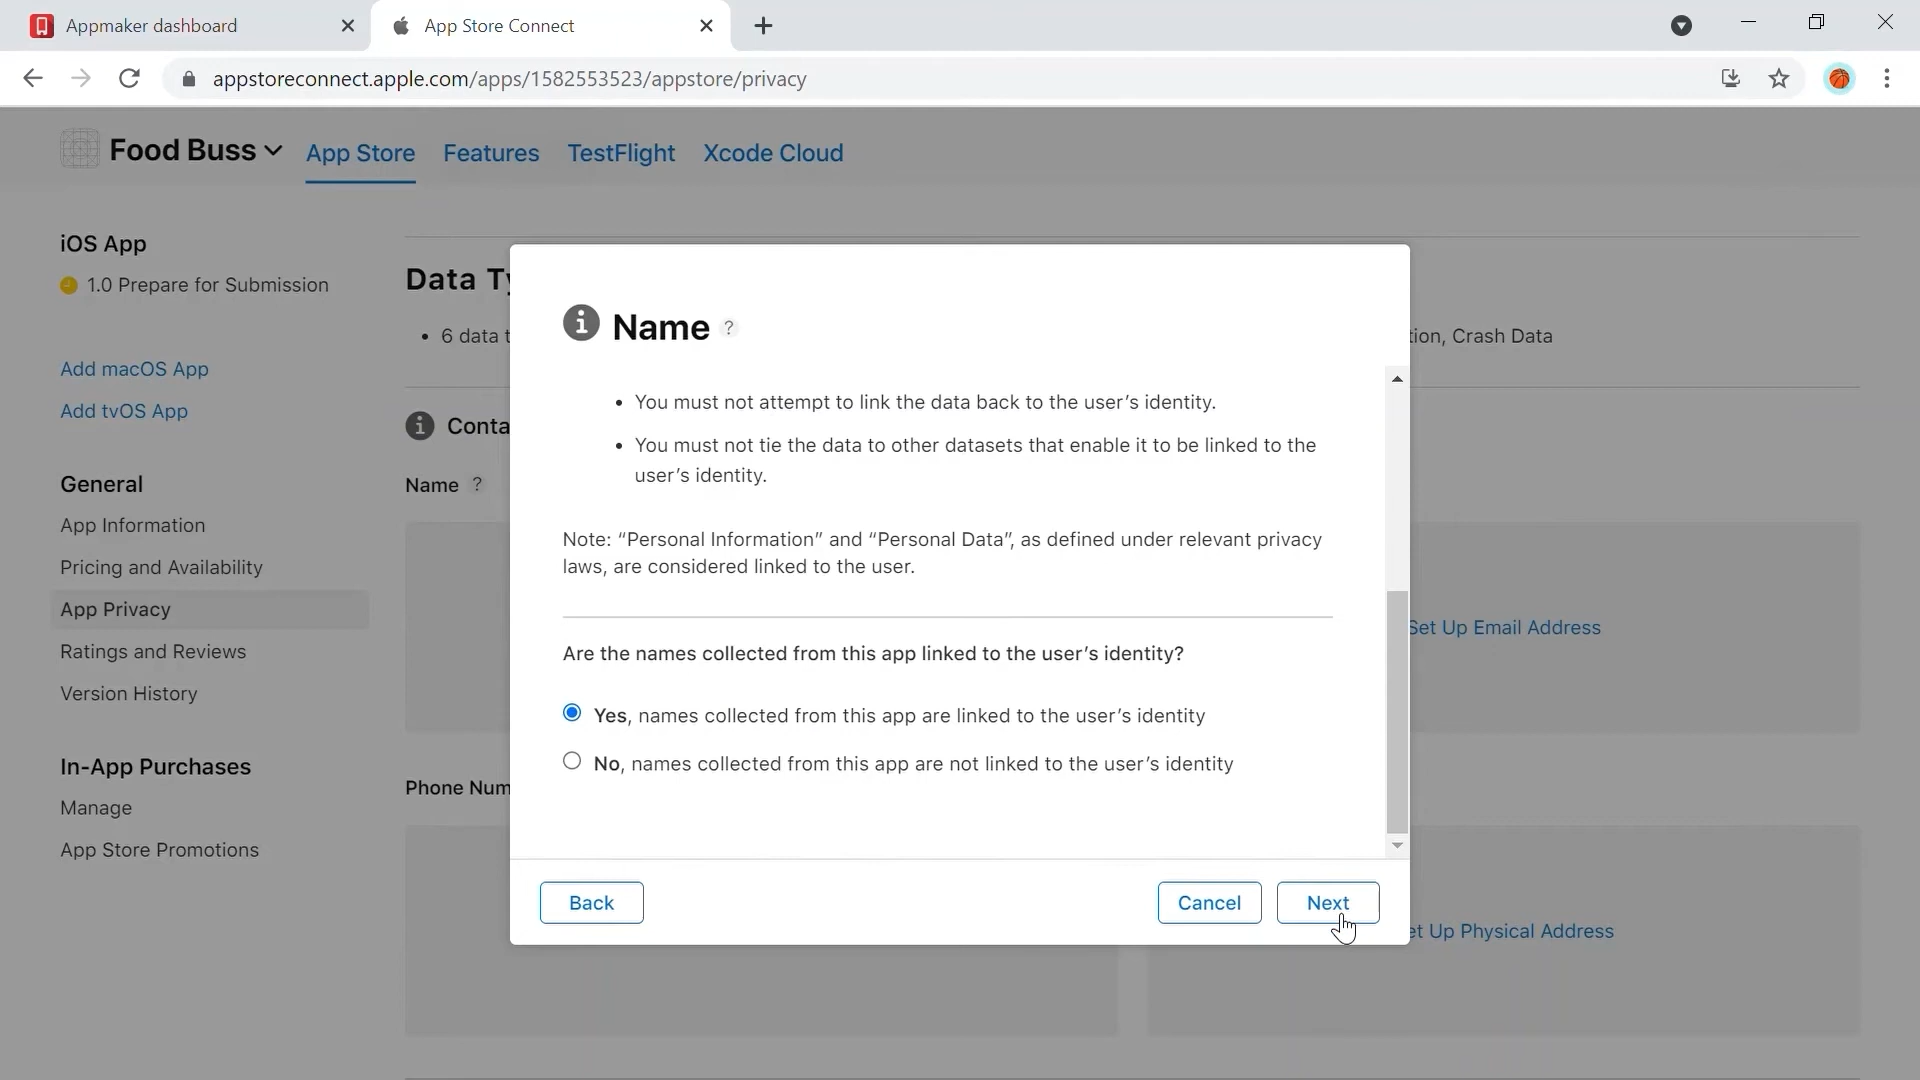 Appmaker dashboard
App Store Connect
appstoreconnect.apple.com/apps/1582553523/appstore/privacy
Food Buss
App Store
Features
TestFlight
Xcode Cloud
iOS App
1.0 Prepare for Submission
Add macOS App
Add tvOS App
General
App Information
Pricing and Availability
App Privacy
Ratings and Reviews
Version History
In-App Purchases
Manage
App Store Promotions
Data Ty
• 6 data t
tion, Crash Data
Conta
Name ?
Set Up Email Address
Phone Num
et Up Physical Address
Name ?
• You must not attempt to link the data back to the user’s identity.
• You must not tie the data to other datasets that enable it to be linked to the
user’s identity.
Note: “Personal Information” and “Personal Data”, as defined under relevant privacy
laws, are considered linked to the user.
Are the names collected from this app linked to the user’s identity?
Yes, names collected from this app are linked to the user’s identity
No, names collected from this app are not linked to the user’s identity
Back
Cancel
Next